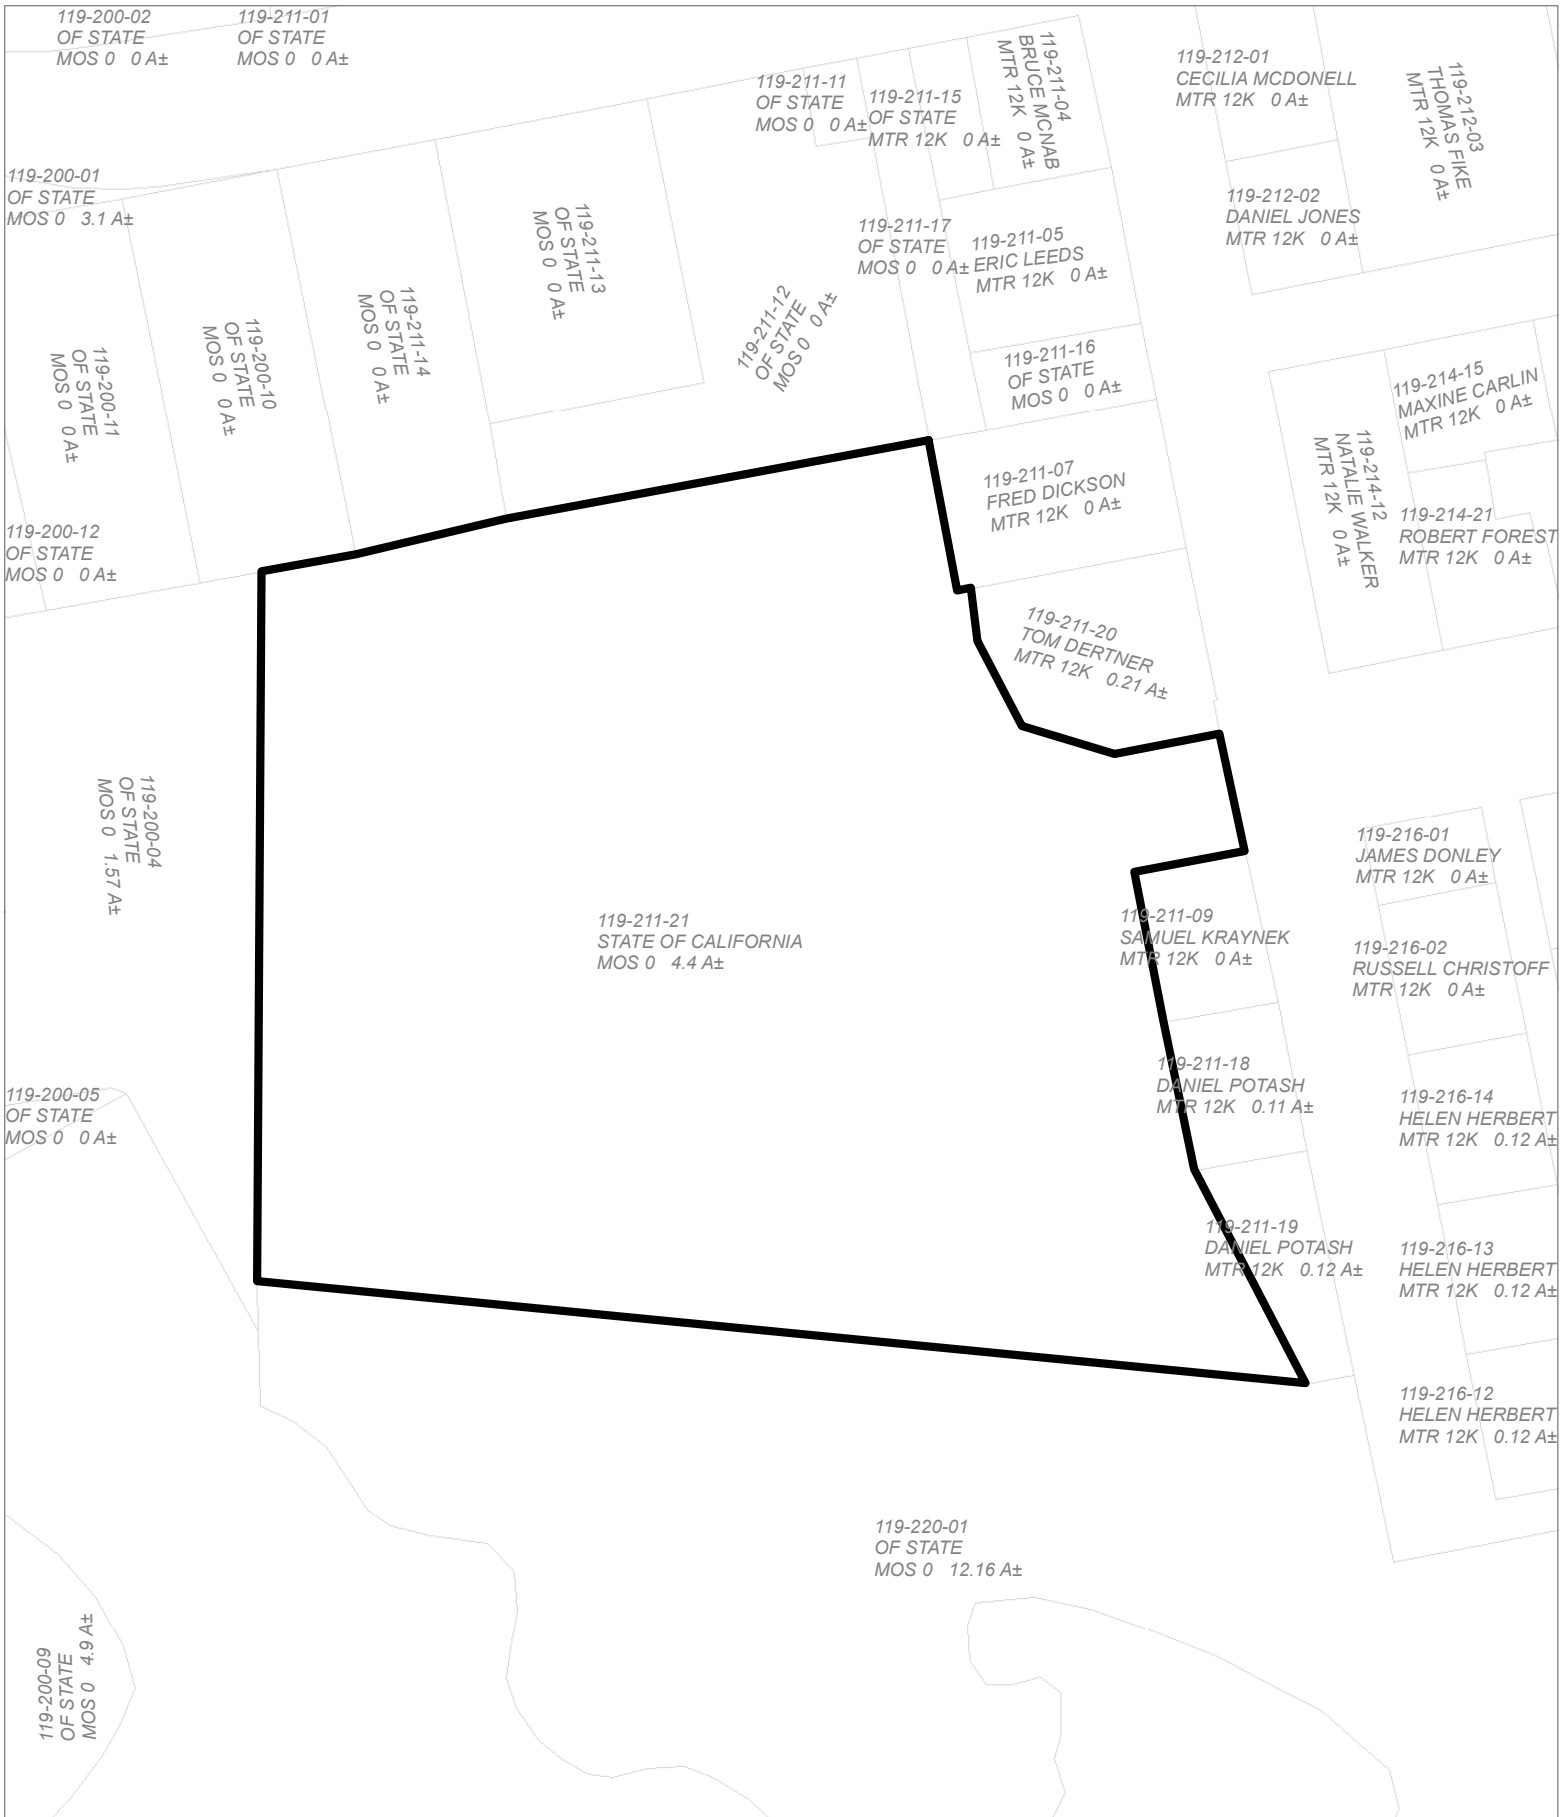 119-200-02
OF STATE
MOS 0 0 A±
119-211-01
OF STATE
MOS 0 0 A±
119-211-11
OF STATE
MOS 0 0 A±
119-211-15
OF STATE
MTR 12K 0 A±
119-211-04
BRUCE MCNAB
MTR 12K 0 A±
119-212-01
CECILIA MCDONELL
MTR 12K 0 A±
119-212-03
THOMAS FIKE
MTR 12K 0 A±
119-200-01
OF STATE
MOS 0 3.1 A±
119-211-13
OF STATE
MOS 0 0 A±
119-211-17
OF STATE
MOS 0 0 A±
119-211-05
ERIC LEEDS
MTR 12K 0 A±
119-212-02
DANIEL JONES
MTR 12K 0 A±
119-200-11
OF STATE
MOS 0 0 A±
119-200-10
OF STATE
MOS 0 0 A±
119-211-14
OF STATE
MOS 0 0 A±
119-211-12
OF STATE
MOS 0 0 A±
119-211-16
OF STATE
MOS 0 0 A±
119-214-15
MAXINE CARLIN
MTR 12K 0 A±
119-211-07
FRED DICKSON
MTR 12K 0 A±
119-214-12
NATALIE WALKER
MTR 12K 0 A±
119-214-21
ROBERT FOREST
MTR 12K 0 A±
119-200-12
OF STATE
MOS 0 0 A±
119-211-20
TOM DERTNER
MTR 12K 0.21 A±
119-200-04
OF STATE
MOS 0 1.57 A±
119-211-21
STATE OF CALIFORNIA
MOS 0 4.4 A±
119-211-09
SAMUEL KRAYNEK
MTR 12K 0 A±
119-216-01
JAMES DONLEY
MTR 12K 0 A±
119-216-02
RUSSELL CHRISTOFF
MTR 12K 0 A±
119-200-05
OF STATE
MOS 0 0 A±
119-211-18
DANIEL POTASH
MTR 12K 0.11 A±
119-216-14
HELEN HERBERT
MTR 12K 0.12 A±
119-211-19
DANIEL POTASH
MTR 12K 0.12 A±
119-216-13
HELEN HERBERT
MTR 12K 0.12 A±
119-216-12
HELEN HERBERT
MTR 12K 0.12 A±
119-220-01
OF STATE
MOS 0 12.16 A±
119-200-09
OF STATE
MOS 0 4.9 A±